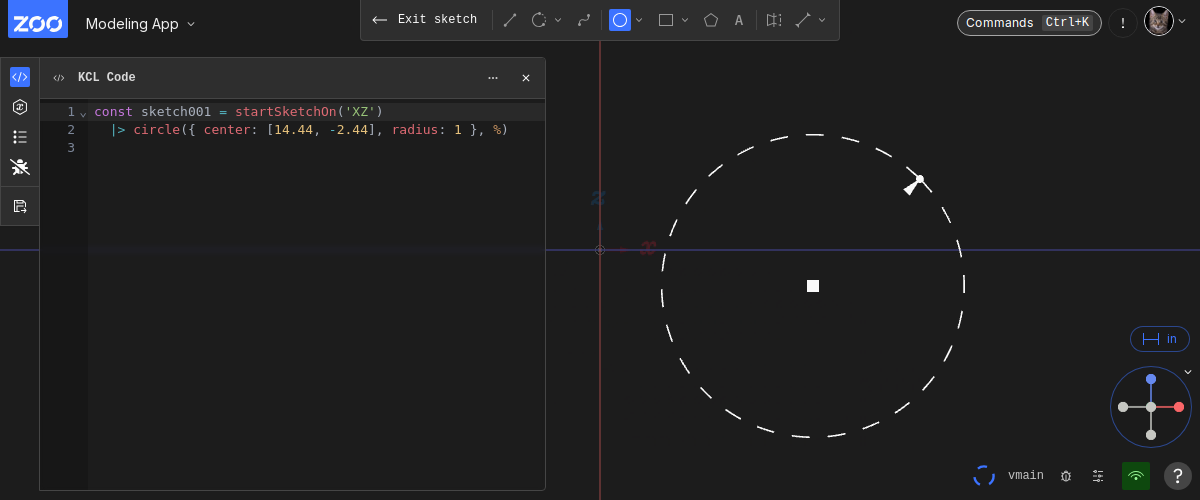 ZOO Modeling App
Exit sketch
A
Commands Ctrl+K
!
</> KCL Code ... ×
1 const sketch001 = startSketchOn('XZ')
2 |> circle({ center: [14.44, -2.44], radius: 1 }, %)
3
z
x
in
vmain
?